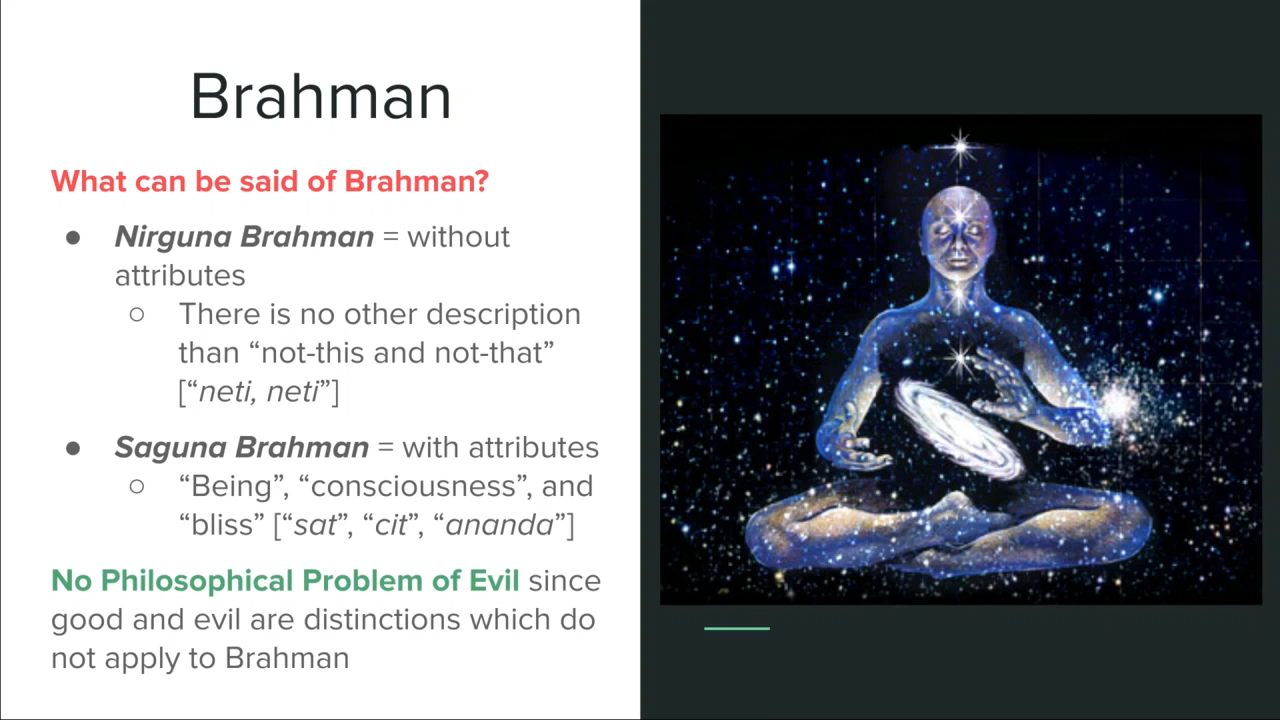 Brahman
What can be said of Brahman?
● Nirguna Brahman = without
attributes
○ There is no other description
than “not-this and not-that”
[“neti, neti”]
● Saguna Brahman = with attributes
○ “Being”, “consciousness”, and
“bliss” [“sat”, “cit”, “ananda”]
No Philosophical Problem of Evil since
good and evil are distinctions which do
not apply to Brahman